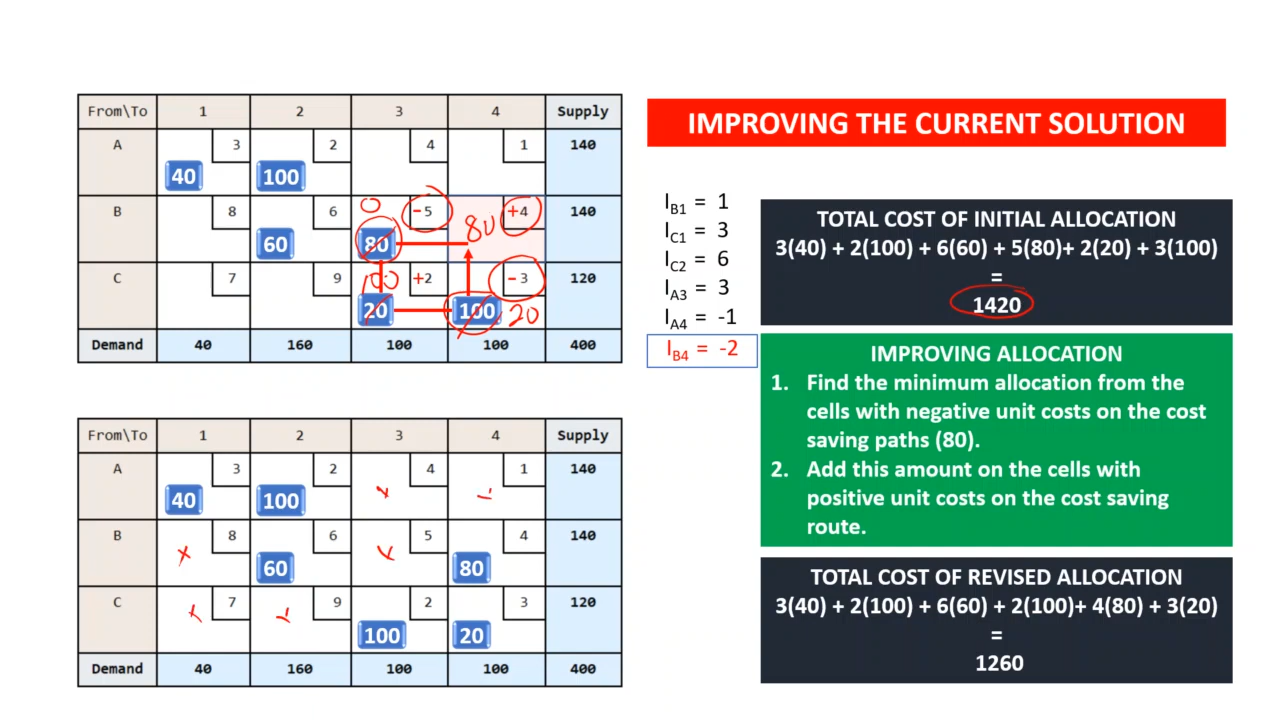 From\To 1 2 3 4 Supply
A 3 2 4 1 140
40 100
0
B 8 6 -5 +4 140
60 80 80
100
C 7 9 +2 -3 120
20 100 20
Demand 40 160 100 100 400
From\To 1 2 3 4 Supply
A 3 2 4 1 140
40 100
B 8 6 5 4 140
60 80
C 7 9 2 3 120
100 20
Demand 40 160 100 100 400
IMPROVING THE CURRENT SOLUTION
IB1 = 1
IC1 = 3
IC2 = 6
IA3 = 3
IA4 = -1
IB4 = -2
TOTAL COST OF INITIAL ALLOCATION
3(40) + 2(100) + 6(60) + 5(80)+ 2(20) + 3(100)
=
1420
IMPROVING ALLOCATION
1. Find the minimum allocation from the
cells with negative unit costs on the cost
saving paths (80).
2. Add this amount on the cells with
positive unit costs on the cost saving
route.
TOTAL COST OF REVISED ALLOCATION
3(40) + 2(100) + 6(60) + 2(100)+ 4(80) + 3(20)
=
1260